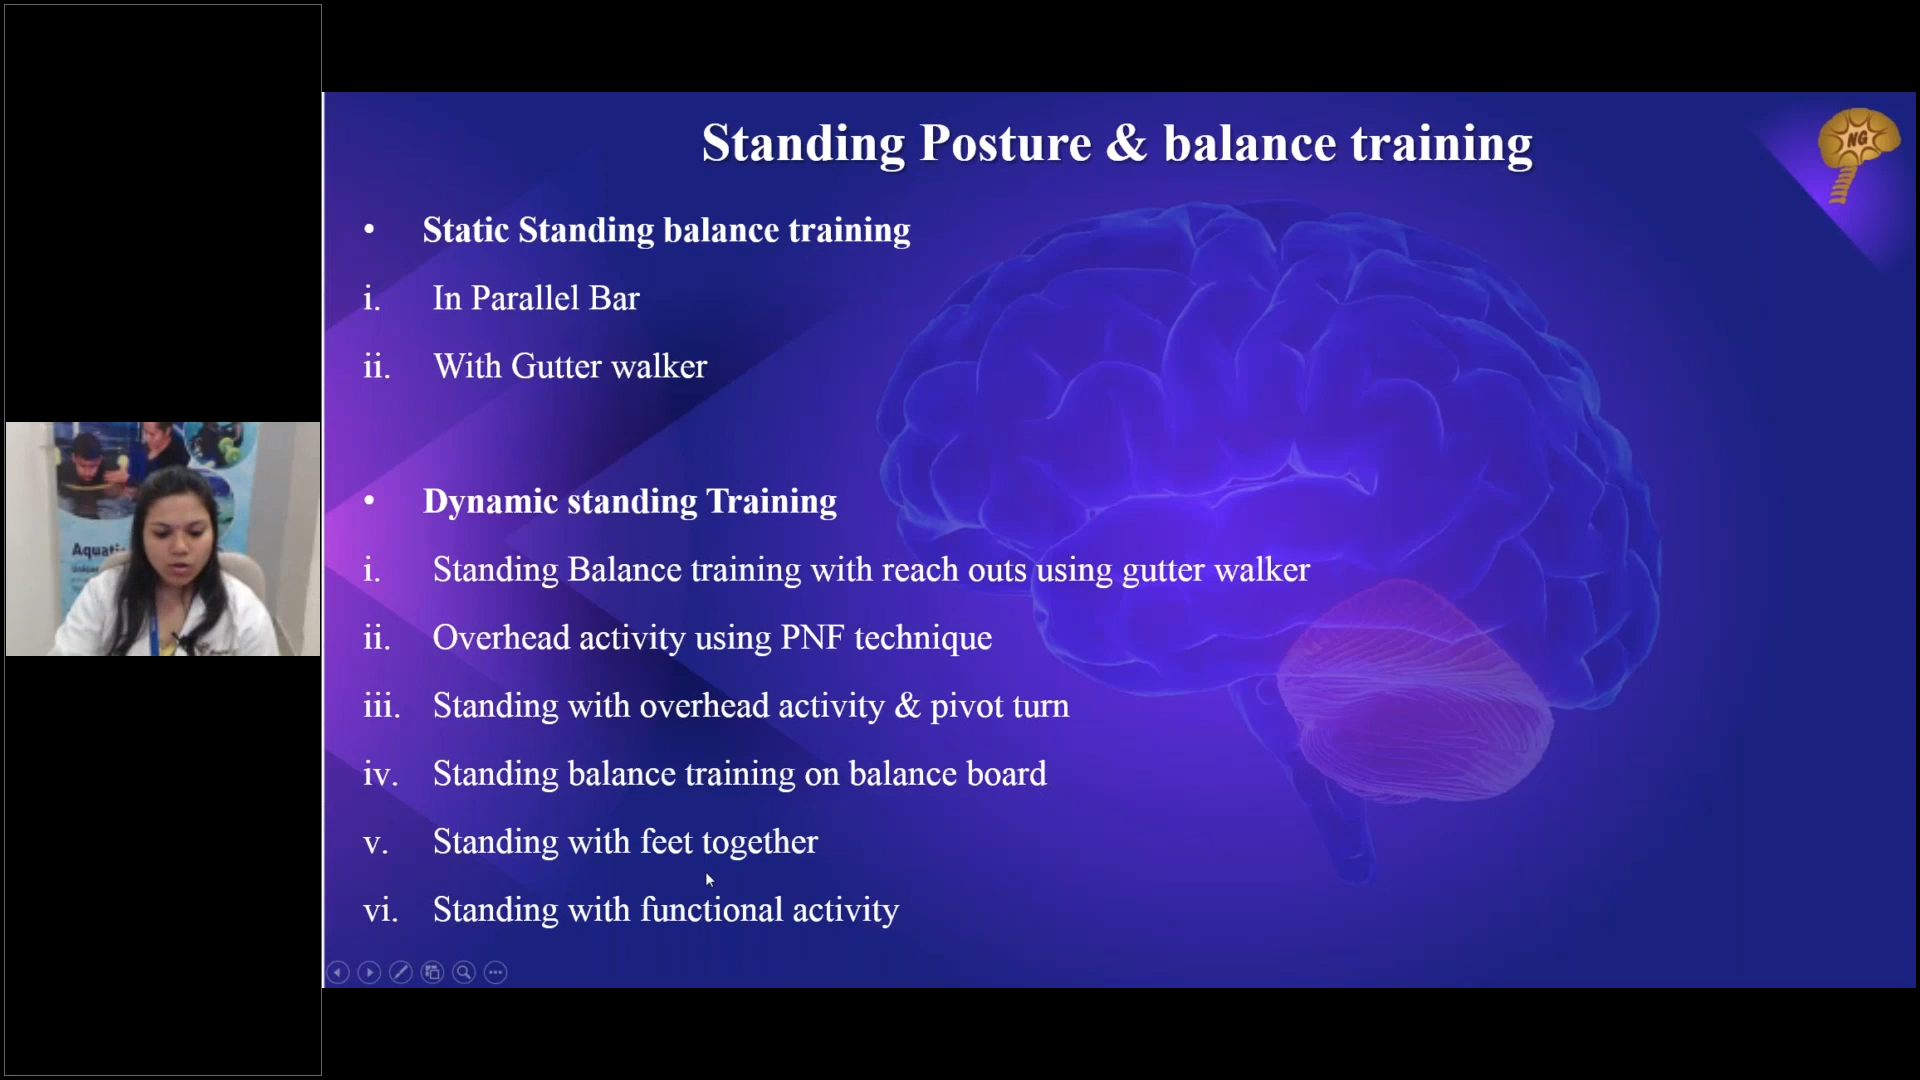 Standing Posture & balance training
NG
• Static Standing balance training
i. In Parallel Bar
ii. With Gutter walker
• Dynamic standing Training
i. Standing Balance training with reach outs using gutter walker
ii. Overhead activity using PNF technique
iii. Standing with overhead activity & pivot turn
iv. Standing balance training on balance board
v. Standing with feet together
vi. Standing with functional activity